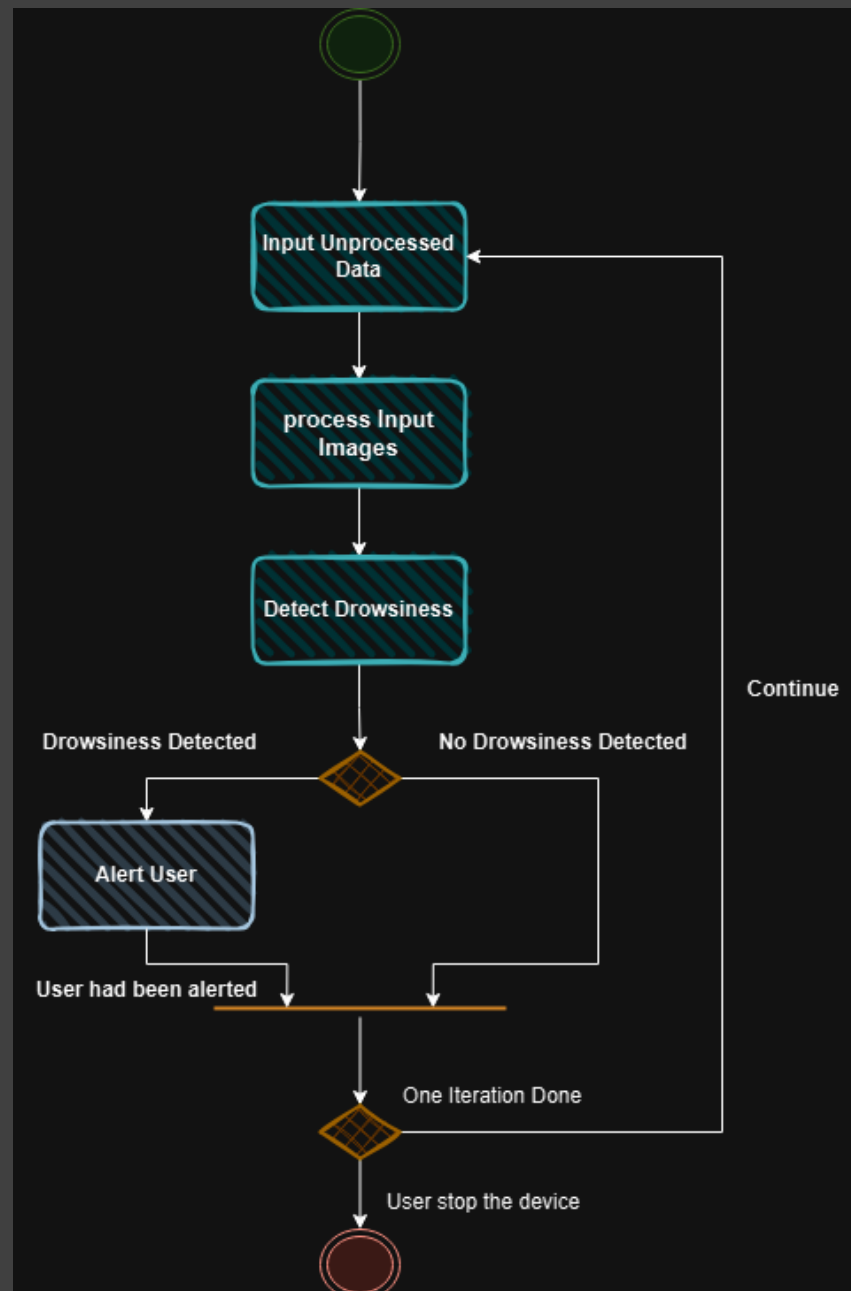 Input Unprocessed
Data
process Input
Images
Detect Drowsiness
Continue
Drowsiness Detected
No Drowsiness Detected
Alert User
User had been alerted
One Iteration Done
User stop the device